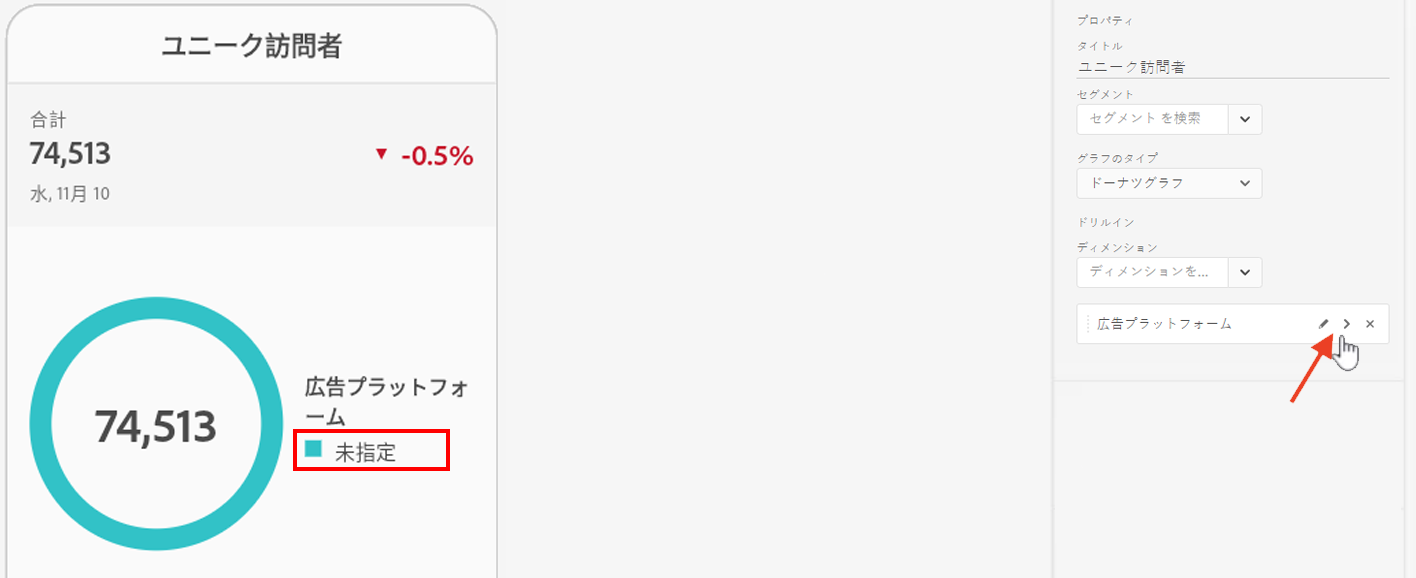 ユニーク訪問者
合計
74,513
▼ -0.5%
水, 11月 10
74,513
広告プラットフォ
ーム
未指定
プロパティ
タイトル
ユニーク訪問者
セグメント
セグメント を検索
グラフのタイプ
ドーナツグラフ
ドリルイン
ディメンション
ディメンションを...
広告プラットフォーム